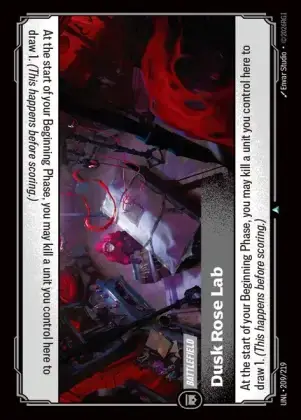 At the start of your Beginning Phase, you may kill a unit you control here to
draw 1. (This happens before scoring.)
BATTLEFIELD
Dusk Rose Lab
At the start of your Beginning Phase, you may kill a unit you control here to
draw 1. (This happens before scoring.)
UNL • 209/219
Envar Studio • ©2026RGI